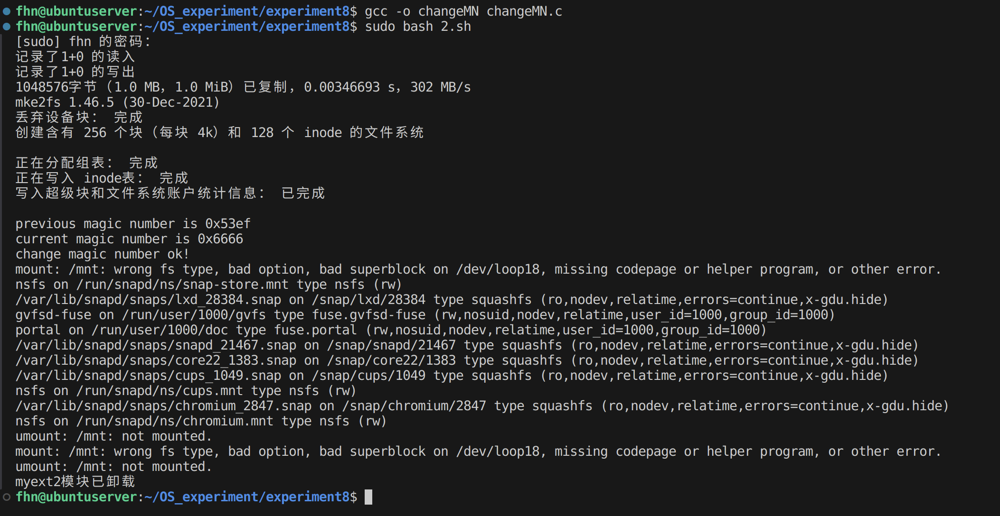 fhn@ubuntuserver:~/OS_experiment/experiment8$ gcc -o changeMN changeMN.c
fhn@ubuntuserver:~/OS_experiment/experiment8$ sudo bash 2.sh
[sudo] fhn 的密码：
记录了1+0 的读入
记录了1+0 的写出
1048576字节（1.0 MB，1.0 MiB）已复制，0.00346693 s，302 MB/s
mke2fs 1.46.5 (30-Dec-2021)
丢弃设备块： 完成
创建含有 256 个块（每块 4k）和 128 个 inode 的文件系统
正在分配组表： 完成
正在写入 inode表： 完成
写入超级块和文件系统账户统计信息： 已完成
previous magic number is 0x53ef
current magic number is 0x6666
change magic number ok!
mount: /mnt: wrong fs type, bad option, bad superblock on /dev/loop18, missing codepage or helper program, or other error.
nsfs on /run/snapd/ns/snap-store.mnt type nsfs (rw)
/var/lib/snapd/snaps/lxd_28384.snap on /snap/lxd/28384 type squashfs (ro,nodev,relatime,errors=continue,x-gdu.hide)
gvfsd-fuse on /run/user/1000/gvfs type fuse.gvfsd-fuse (rw,nosuid,nodev,relatime,user_id=1000,group_id=1000)
portal on /run/user/1000/doc type fuse.portal (rw,nosuid,nodev,relatime,user_id=1000,group_id=1000)
/var/lib/snapd/snaps/snapd_21467.snap on /snap/snapd/21467 type squashfs (ro,nodev,relatime,errors=continue,x-gdu.hide)
/var/lib/snapd/snaps/core22_1383.snap on /snap/core22/1383 type squashfs (ro,nodev,relatime,errors=continue,x-gdu.hide)
/var/lib/snapd/snaps/cups_1049.snap on /snap/cups/1049 type squashfs (ro,nodev,relatime,errors=continue,x-gdu.hide)
nsfs on /run/snapd/ns/cups.mnt type nsfs (rw)
/var/lib/snapd/snaps/chromium_2847.snap on /snap/chromium/2847 type squashfs (ro,nodev,relatime,errors=continue,x-gdu.hide)
nsfs on /run/snapd/ns/chromium.mnt type nsfs (rw)
umount: /mnt: not mounted.
mount: /mnt: wrong fs type, bad option, bad superblock on /dev/loop18, missing codepage or helper program, or other error.
umount: /mnt: not mounted.
myext2模块已卸载
fhn@ubuntuserver:~/OS_experiment/experiment8$